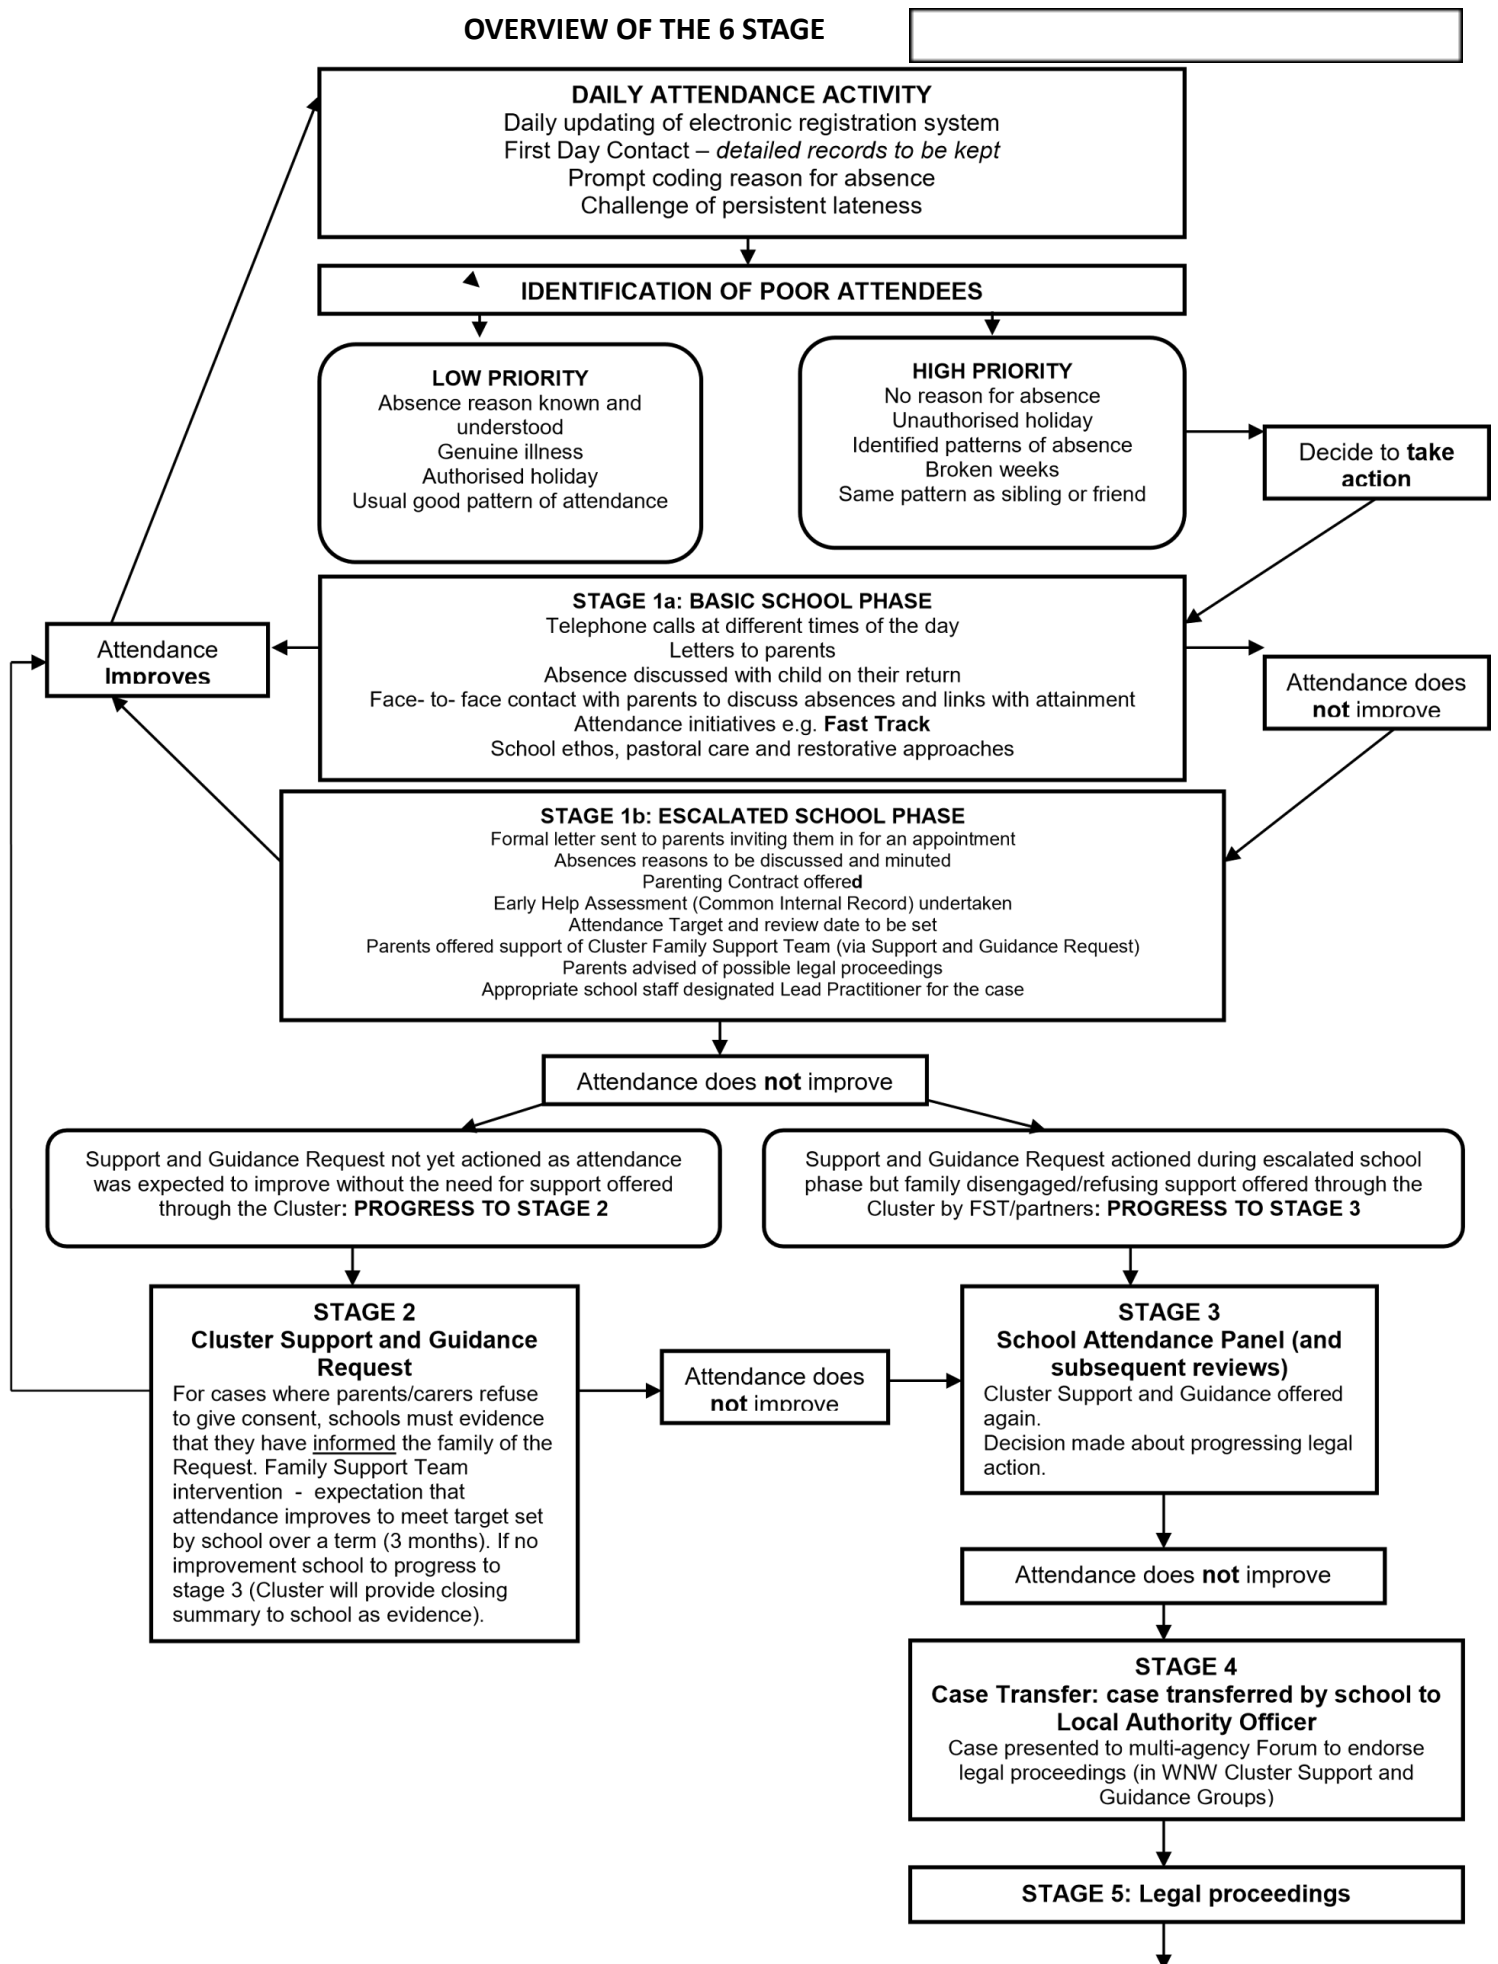 OVERVIEW OF THE 6 STAGE
DAILY ATTENDANCE ACTIVITY
Daily updating of electronic registration system
First Day Contact – detailed records to be kept
Prompt coding reason for absence
Challenge of persistent lateness
IDENTIFICATION OF POOR ATTENDEES
LOW PRIORITY
Absence reason known and
understood
Genuine illness
Authorised holiday
Usual good pattern of attendance
HIGH PRIORITY
No reason for absence
Unauthorised holiday
Identified patterns of absence
Broken weeks
Same pattern as sibling or friend
Decide to take
action
STAGE 1a: BASIC SCHOOL PHASE
Telephone calls at different times of the day
Letters to parents
Absence discussed with child on their return
Face- to- face contact with parents to discuss absences and links with attainment
Attendance initiatives e.g. Fast Track
School ethos, pastoral care and restorative approaches
Attendance
Improves
Attendance does
not improve
STAGE 1b: ESCALATED SCHOOL PHASE
Formal letter sent to parents inviting them in for an appointment
Absences reasons to be discussed and minuted
Parenting Contract offered
Early Help Assessment (Common Internal Record) undertaken
Attendance Target and review date to be set
Parents offered support of Cluster Family Support Team (via Support and Guidance Request)
Parents advised of possible legal proceedings
Appropriate school staff designated Lead Practitioner for the case
Attendance does not improve
Support and Guidance Request not yet actioned as attendance
was expected to improve without the need for support offered
through the Cluster: PROGRESS TO STAGE 2
Support and Guidance Request actioned during escalated school
phase but family disengaged/refusing support offered through the
Cluster by FST/partners: PROGRESS TO STAGE 3
STAGE 2
Cluster Support and Guidance
Request
For cases where parents/carers refuse
to give consent, schools must evidence
that they have informed the family of the
Request. Family Support Team
intervention - expectation that
attendance improves to meet target set
by school over a term (3 months). If no
improvement school to progress to
stage 3 (Cluster will provide closing
summary to school as evidence).
Attendance does
not improve
STAGE 3
School Attendance Panel (and
subsequent reviews)
Cluster Support and Guidance offered
again.
Decision made about progressing legal
action.
Attendance does not improve
STAGE 4
Case Transfer: case transferred by school to
Local Authority Officer
Case presented to multi-agency Forum to endorse
legal proceedings (in WNW Cluster Support and
Guidance Groups)
STAGE 5: Legal proceedings